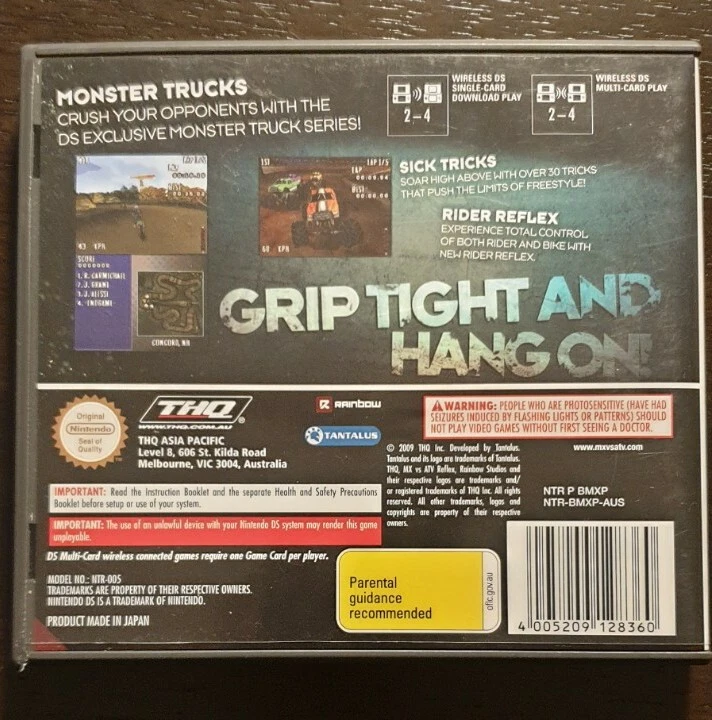 MONSTER TRUCKS
CRUSH YOUR OPPONENTS WITH THE
DS EXCLUSIVE MONSTER TRUCK SERIES!
WIRELESS DS
SINGLE-CARD
DOWNLOAD PLAY
2-4
WIRELESS DS
MULTI-CARD PLAY
2-4
1ST
LAP 1/5
LAP
SICK TRICKS
SOAR HIGH ABOVE WITH OVER 30 TRICKS
THAT PUSH THE LIMITS OF FREESTYLE!
RIDER REFLEX
EXPERIENCE TOTAL CONTROL
OF BOTH RIDER AND BIKE WITH
NEW RIDER REFLEX.
SCORE
CONCORD, NH
GRIP TIGHT AND
HANG ON!
Original
Nintendo
Seal of
Quality
THQ
WWW.THQ.COM.AU
THQ ASIA PACIFIC
Level 8, 606 St. Kilda Road
Melbourne, VIC 3004, Australia
RAINBOW
TANTALUS
WARNING: PEOPLE WHO ARE PHOTOSENSITIVE (HAVE HAD
SEIZURES INDUCED BY FLASHING LIGHTS OR PATTERNS) SHOULD
NOT PLAY VIDEO GAMES WITHOUT FIRST SEEING A DOCTOR.
© 2009 THQ Inc. Developed by Tantalus.
Tantalus and its logo are trademarks of Tantalus.
THQ, MX vs ATV Reflex, Rainbow Studios and
their respective logos are trademarks and/
or registered trademarks of THQ Inc. All rights
reserved. All other trademarks, logos and
copyrights are property of their respective
owners.
www.mxvsatv.com
NTR P BMXP
NTR-BMXP-AUS
IMPORTANT: Read the Instruction Booklet and the separate Health and Safety Precautions
Booklet before setup or use of your system.
IMPORTANT: The use of an unlawful device with your Nintendo DS system may render this game
unplayable.
DS Multi-Card wireless connected games require one Game Card per player.
MODEL NO.: NTR-005
TRADEMARKS ARE PROPERTY OF THEIR RESPECTIVE OWNERS.
NINTENDO DS IS A TRADEMARK OF NINTENDO.
PRODUCT MADE IN JAPAN
Parental
guidance
recommended
oflc.gov.au
4 005209 128360